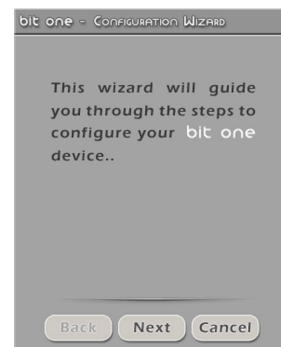 bit one - Configuration Wizard
This wizard will guide
you through the steps to
configure your bit one
device..
Back Next Cancel